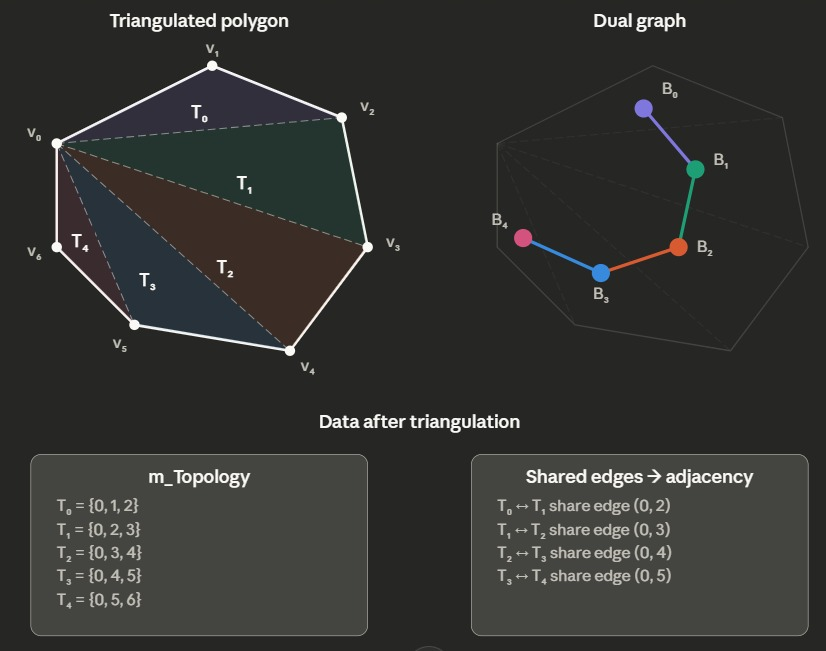 Triangulated polygon
Dual graph
v₁
v₂
v₀
T₀
T₁
v₃
T₄
T₂
v₆
T₃
v₅
v₄
B₀
B₁
B₄
B₂
B₃
Data after triangulation
m_Topology
T₀ = {0, 1, 2}
T₁ = {0, 2, 3}
T₂ = {0, 3, 4}
T₃ = {0, 4, 5}
T₄ = {0, 5, 6}
Shared edges → adjacency
T₀ ↔ T₁ share edge (0, 2)
T₁ ↔ T₂ share edge (0, 3)
T₂ ↔ T₃ share edge (0, 4)
T₃ ↔ T₄ share edge (0, 5)